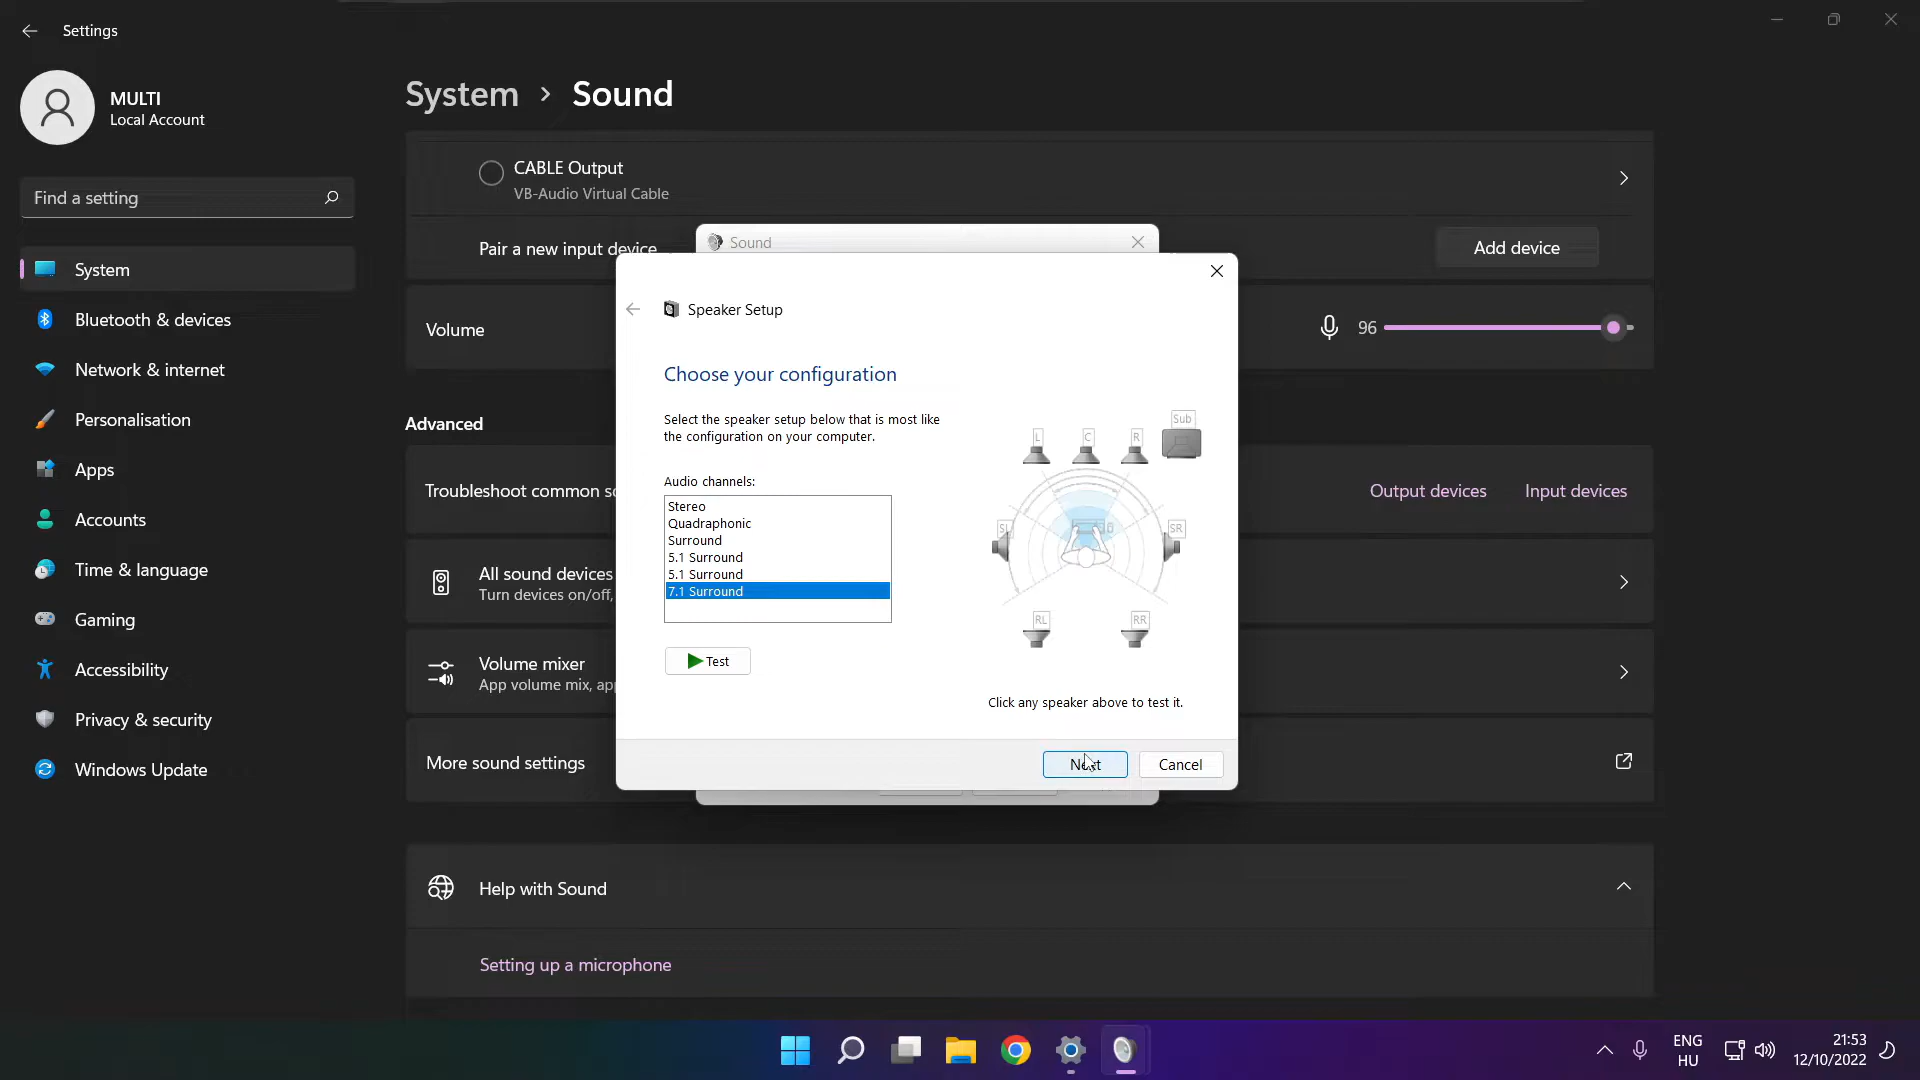 Settings
MULTI
Local Account
Find a setting
System
Bluetooth & devices
Network & internet
Personalisation
Apps
Accounts
Time & language
Gaming
Accessibility
Privacy & security
Windows Update
System > Sound
CABLE Output
VB-Audio Virtual Cable
Pair a new input device
Add device
Volume
96
Advanced
Troubleshoot common
Output devices
Input devices
All sound devices
Turn devices on/off,
Volume mixer
App volume mix,
More sound settings
Help with Sound
Setting up a microphone
Sound
Speaker Setup
Choose your configuration
Select the speaker setup below that is most like
the configuration on your computer.
Audio channels:
Stereo
Quadraphonic
Surround
5.1 Surround
5.1 Surround
7.1 Surround
Test
L
C
R
Sub
SL
SR
RL
RR
Click any speaker above to test it.
Next
Cancel
ENG
HU
21:53
12/10/2022